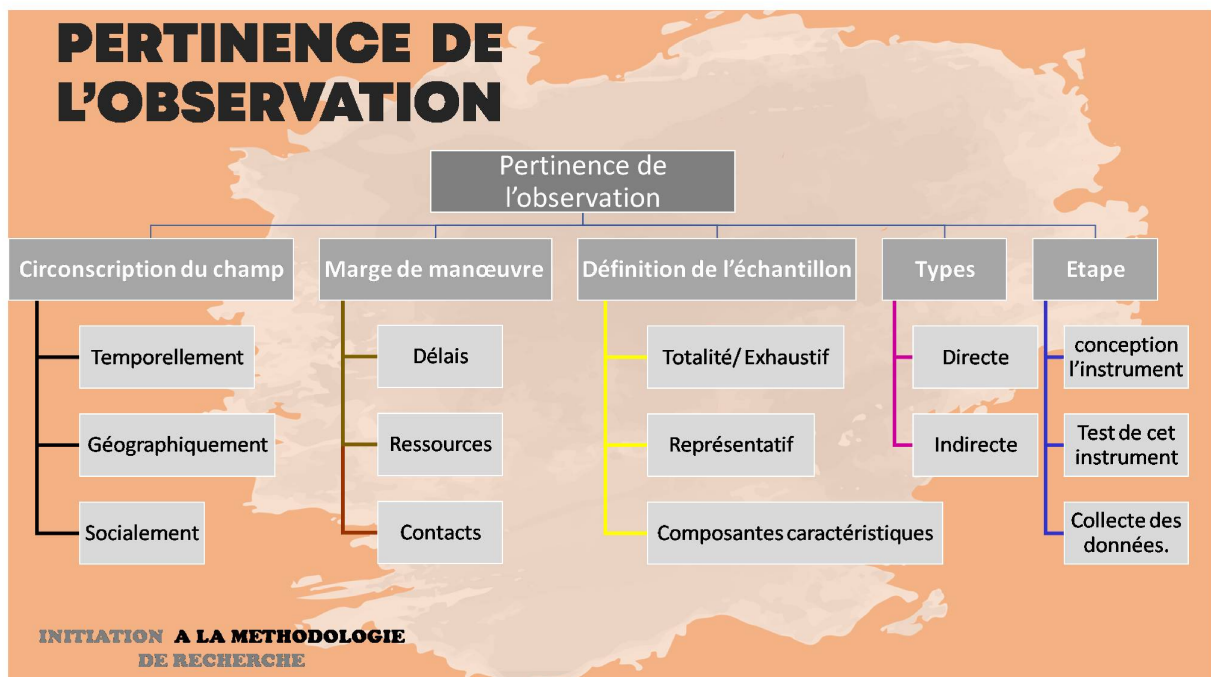 PERTINENCE DE
L'OBSERVATION
Pertinence de
l'observation
Circonscription du champ
Temporellement
Géographiquement
Socialement
Marge de manœuvre
Délais
Ressources
Contacts
Définition de l'échantillon
Totalité/ Exhaustif
Représentatif
Composantes caractéristiques
Types
Directe
Indirecte
Etape
conception
l'instrument
Test de cet
instrument
Collecte des
données.
INITIATION A LA METHODOLOGIE
DE RECHERCHE